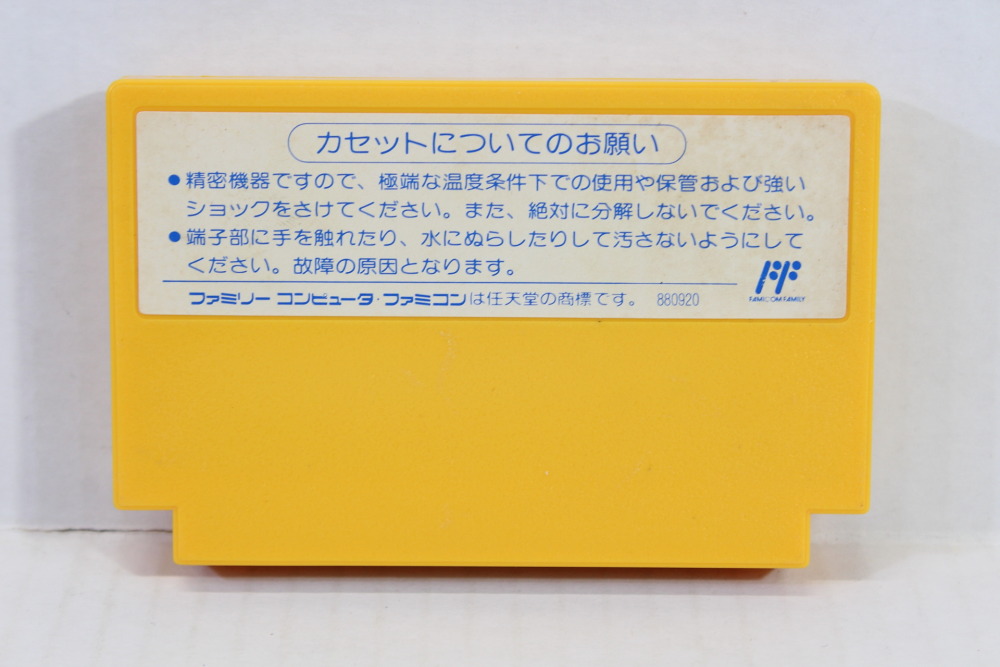 カセットについてのお願い
●精密機器ですので、極端な温度条件下での使用や保管および強い
ショックをさけてください。また、絶対に分解しないでください。
●端子部に手を触れたり、水にぬらしたりして汚さないようにして
ください。故障の原因となります。
ファミリー コンピュータ・ファミコンは任天堂の商標です。 880920
FAMICOM FAMILY